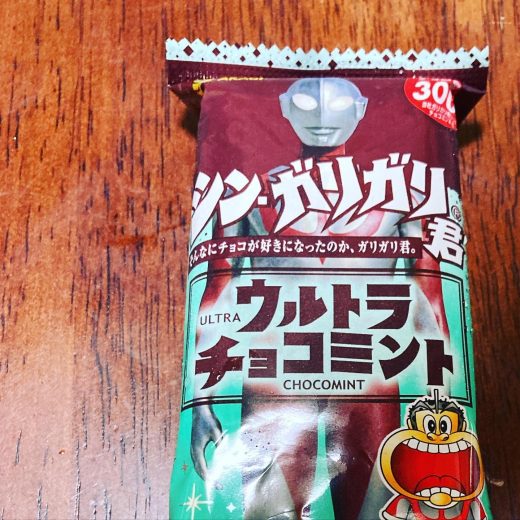 300
シン・ガリガリ君®
そんなにチョコが好きになったのか、ガリガリ君。
ULTRA
ウルトラ
チョコミント
CHOCOMINT